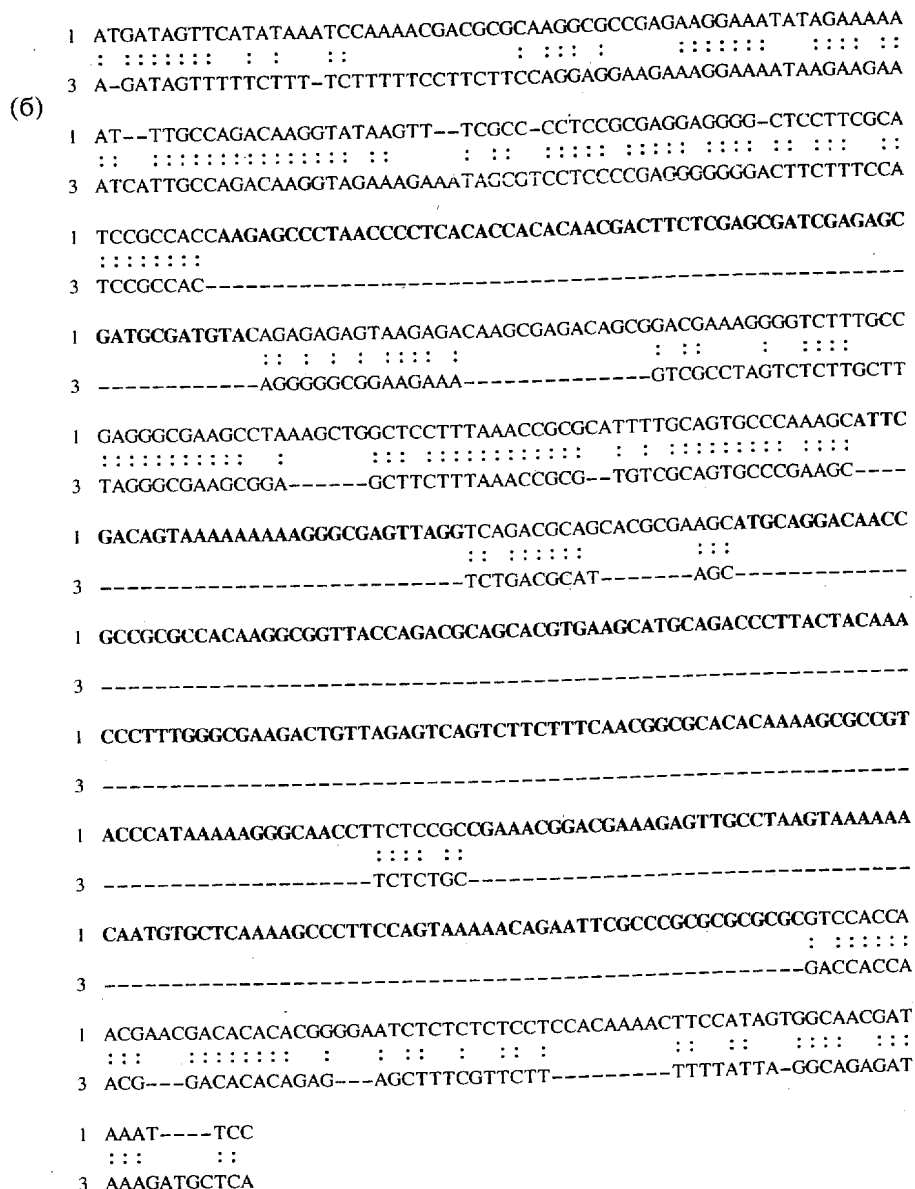 1 ATGATAGTTCATATAAATCCAAAACGACGCGCAAGGCGCCGAGAAGGAAATATAGAAAAA
: ::::::: : : :: : :: : ::::::: :::: ::
3 A-GATAGTTTTTCTTT-TCTTTTTCCTTCTTCCAGGAGGAAGAAAGGAAAATAAGAAGAA
(б)
1 AT--TTGCCAGACAAGGTATAAGTT--TCGCC-CCTCCGCGAGGAGGGG-CTCCTTCGCA
:: ::::::::::::::: :: : :: ::::: ::::: :::: :: ::: ::
3 ATCATTGCCAGACAAGGTAGAAAGAAATAGCGTCCTCCCCGAGGGGGGGACTTCTTTCCA
1 TCCGCCACCAAGAGCCCTAACCCCTCACACCACACAACGACTTCTCGAGCGATCGAGAGC
::::::::
3 TCCGCCAC----------------------------------------------------
1 GATGCGATGTACAGAGAGAGTAAGAGACAAGCGAGACAGCGGACGAAAGGGGTCTTTGCC
:: : : : :::: : : :: : ::::
3 ------------AGGGGGCGGAAGAAA--------------GTCGCCTAGTCTCTTGCTT
1 GAGGGCGAAGCCTAAAGCTGGCTCCTTTAAACCGCGCATTTTGCAGTGCCCAAAGCATTC
::::::::::: : ::: ::::::::::::: : : ::::::::: ::::
3 TAGGGCGAAGCGGA------GCTTCTTTAAACCGCG--TGTCGCAGTGCCCGAAGC----
1 GACAGTAAAAAAAAAGGGCGAGTTAGGTCAGACGCAGCACGCGAAGCATGCAGGACAACC
:: :::::: :::
3 ---------------------------TCTGACGCAT-------AGC-------------
1 GCCGCGCCACAAGGCGGTTACCAGACGCAGCACGTGAAGCATGCAGACCCTTACTACAAA
3 ------------------------------------------------------------
1 CCCTTTGGGCGAAGACTGTTAGAGTCAGTCTTCTTTCAACGGCGCACACAAAAGCGCCGT
3 ------------------------------------------------------------
1 ACCCATAAAAAGGGCAACCTTCTCCGCCGAAACGGACGAAAGAGTTGCCTAAGTAAAAAA
:::: ::
3 --------------------TCTCTGC---------------------------------
1 CAATGTGCTCAAAAGCCCTTCCAGTAAAAACAGAATTCGCCCGCGCGCGCGCGTCCACCA
: ::::::
3 ----------------------------------------------------GACCACCA
1 ACGAACGACACACACGGGGAATCTCTCTCTCCTCCACAAAACTTCCATAGTGGCAACGAT
::: :::::::: : : :: : :: : :: :: :::: :::
3 ACG---GACACACAGAG---AGCTTTCGTTCTT---------TTTTATTA-GGCAGAGAT
1 AAAT----TCC
::: ::
3 AAAGATGCTCA